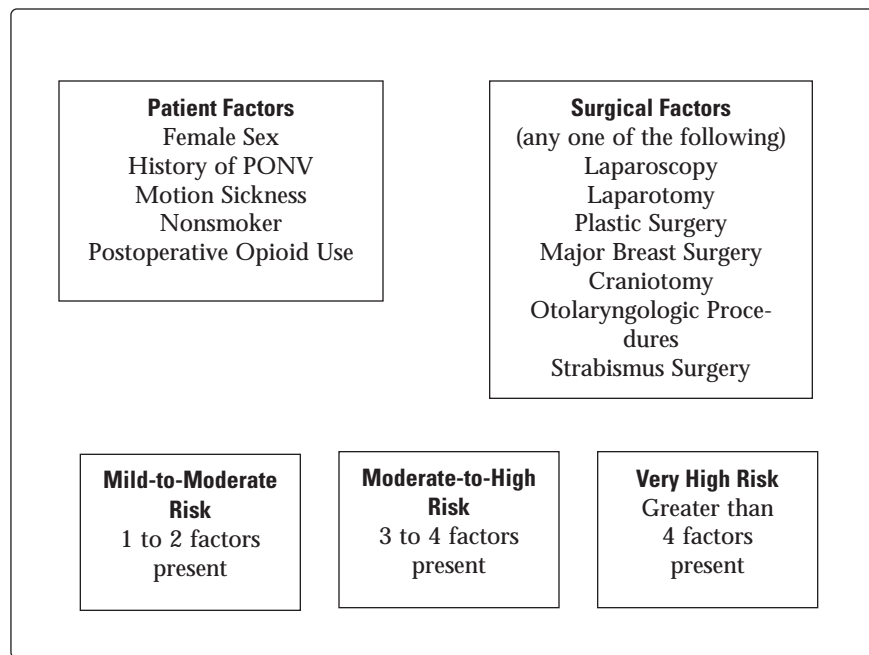 Patient Factors
Female Sex
History of PONV
Motion Sickness
Nonsmoker
Postoperative Opioid Use
Surgical Factors
(any one of the following)
Laparoscopy
Laparotomy
Plastic Surgery
Major Breast Surgery
Craniotomy
Otolaryngologic Proce-
dures
Strabismus Surgery
Mild-to-Moderate
Risk
1 to 2 factors
present
Moderate-to-High
Risk
3 to 4 factors
present
Very High Risk
Greater than
4 factors
present